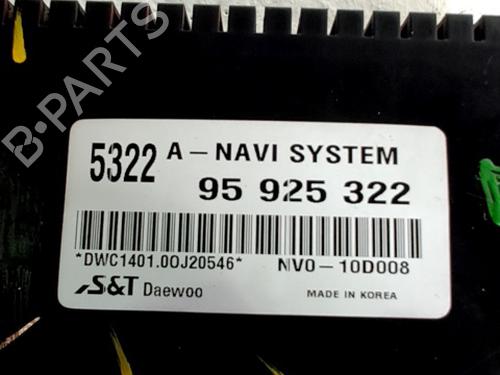 B-PARTS
5322 A-NAVI SYSTEM
95 925 322
*DWC1401.00J20546* NV0-10D008
S&T Daewoo MADE IN KOREA